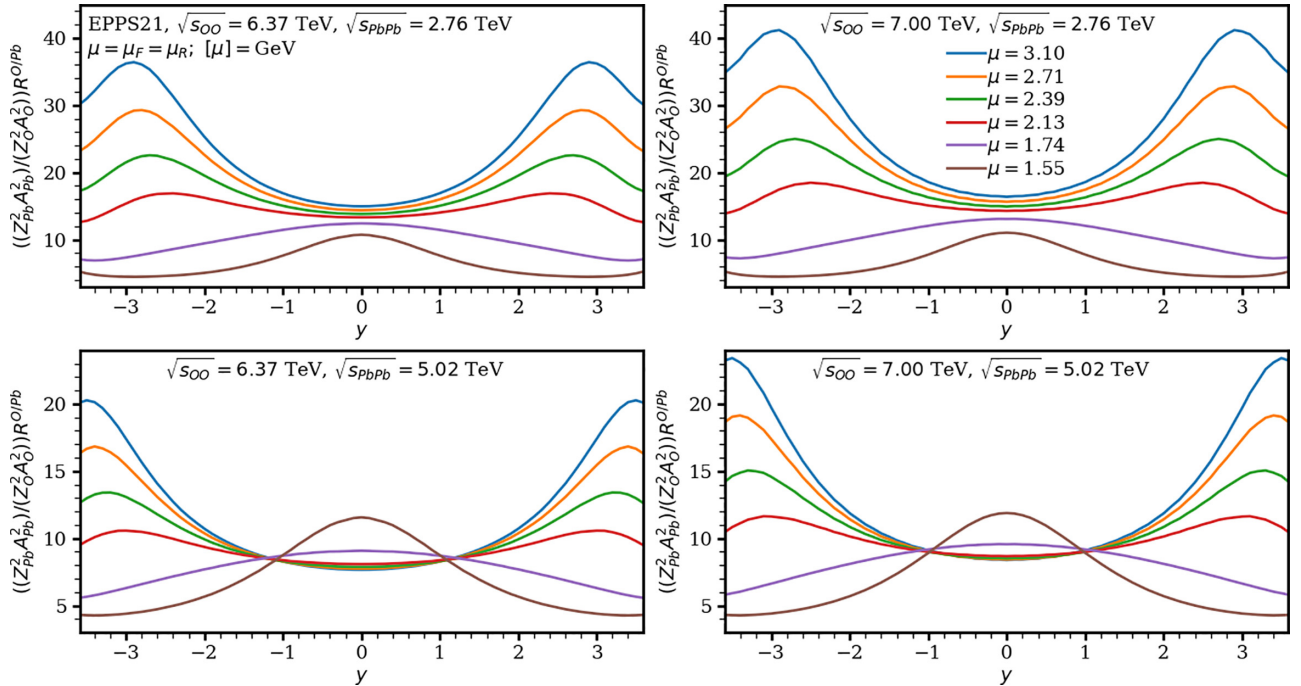 EPPS21, √s_OO = 6.37 TeV, √s_PbPb = 2.76 TeV
μ = μ_F = μ_R; [μ] = GeV
((Z²_Pb A²_Pb)/(Z²_O A²_O))R^O/Pb
40
30
20
10
−3 −2 −1 0 1 2 3
y
√s_OO = 7.00 TeV, √s_PbPb = 2.76 TeV
μ = 3.10
μ = 2.71
μ = 2.39
μ = 2.13
μ = 1.74
μ = 1.55
((Z²_Pb A²_Pb)/(Z²_O A²_O))R^O/Pb
40
30
20
10
−3 −2 −1 0 1 2 3
y
√s_OO = 6.37 TeV, √s_PbPb = 5.02 TeV
((Z²_Pb A²_Pb)/(Z²_O A²_O))R^O/Pb
20
15
10
5
−3 −2 −1 0 1 2 3
y
√s_OO = 7.00 TeV, √s_PbPb = 5.02 TeV
((Z²_Pb A²_Pb)/(Z²_O A²_O))R^O/Pb
20
15
10
5
−3 −2 −1 0 1 2 3
y